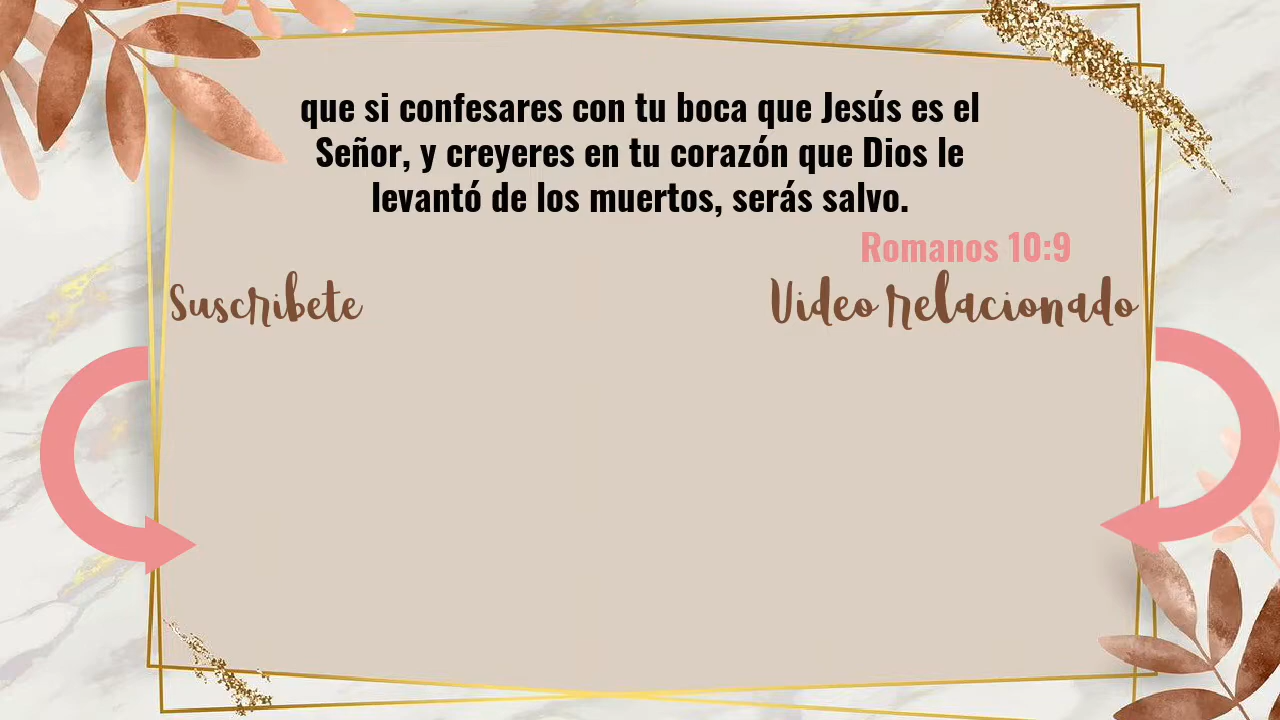 que si confesares con tu boca que Jesús es el
Señor, y creyeres en tu corazón que Dios le
levantó de los muertos, serás salvo.
Romanos 10:9
Suscribete
Video relacionado